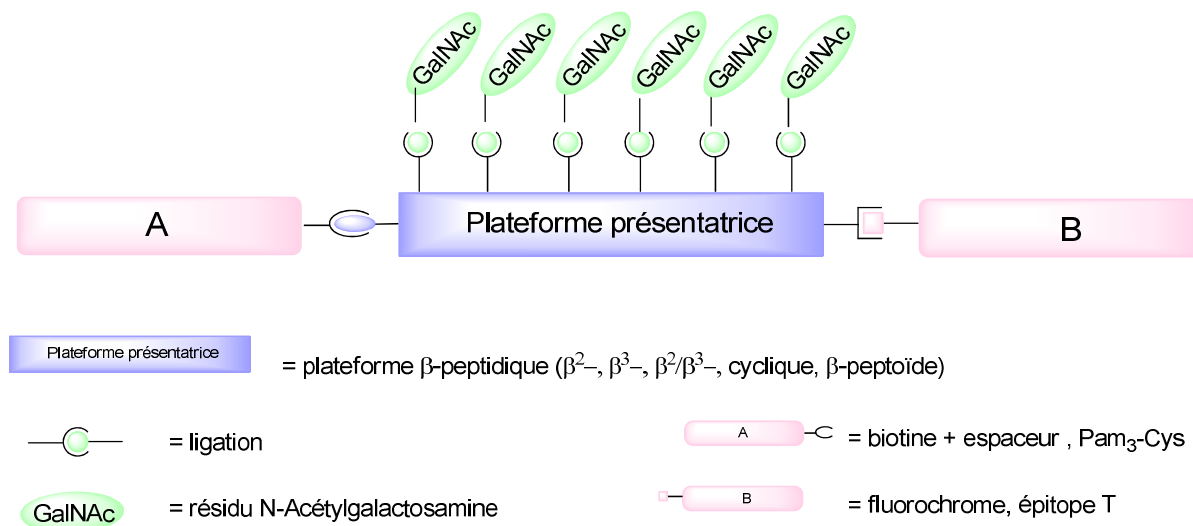 GalNAc GalNAc GalNAc GalNAc GalNAc GalNAc
A Plateforme présentatrice B
Plateforme présentatrice = plateforme β-peptidique (β²–, β³–, β²/β³–, cyclique, β-peptoïde)
= ligation
A = biotine + espaceur , Pam₃-Cys
GalNAc = résidu N-Acétylgalactosamine
B = fluorochrome, épitope T